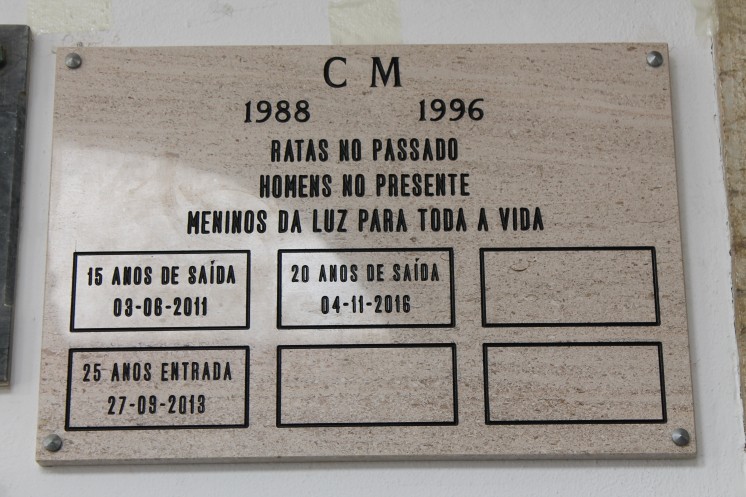 C M
1988 1996
RATAS NO PASSADO
HOMENS NO PRESENTE
MENINOS DA LUZ PARA TODA A VIDA
15 ANOS DE SAÍDA
03-06-2011
20 ANOS DE SAÍDA
04-11-2016
25 ANOS ENTRADA
27-09-2013